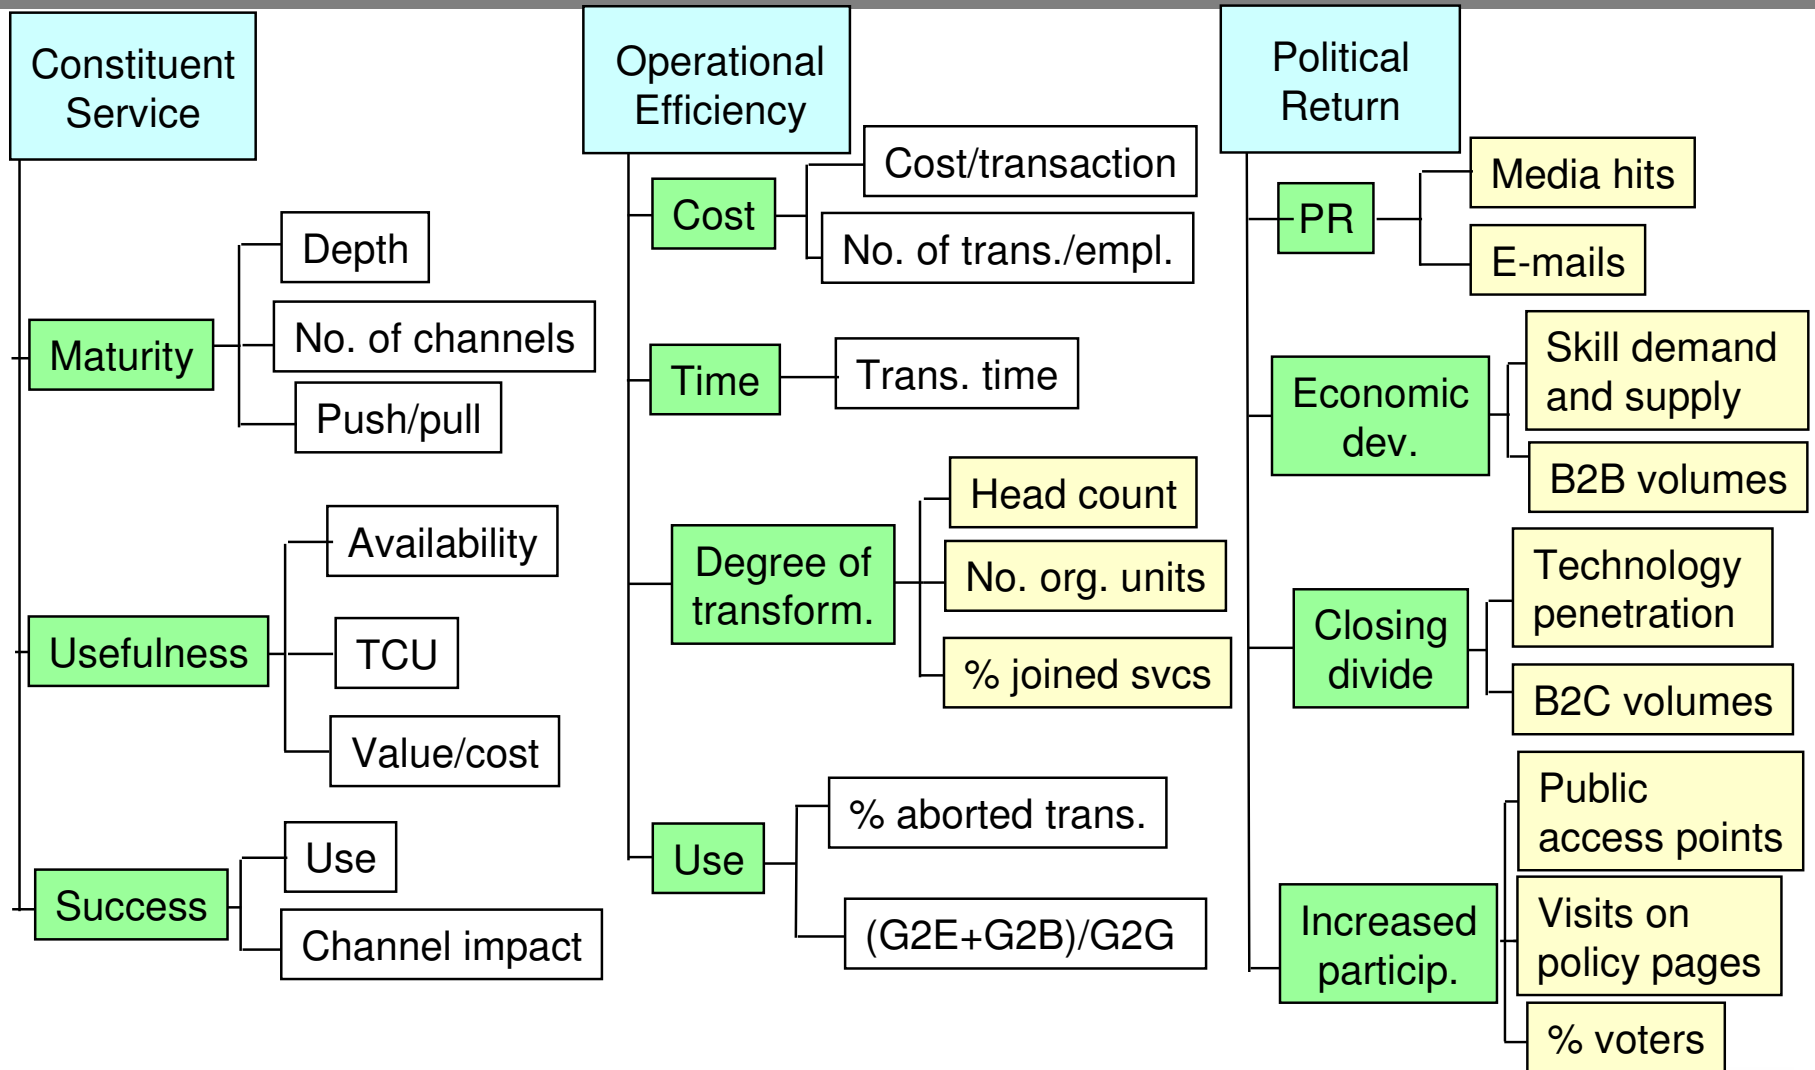 Constituent
Service
Maturity
Depth
No. of channels
Push/pull
Usefulness
Availability
TCU
Value/cost
Success
Use
Channel impact
Operational
Efficiency
Cost
Cost/transaction
No. of trans./empl.
Time
Trans. time
Degree of
transform.
Head count
No. org. units
% joined svcs
Use
% aborted trans.
(G2E+G2B)/G2G
Political
Return
PR
Media hits
E-mails
Economic
dev.
Skill demand
and supply
B2B volumes
Closing
divide
Technology
penetration
B2C volumes
Increased
particip.
Public
access points
Visits on
policy pages
% voters